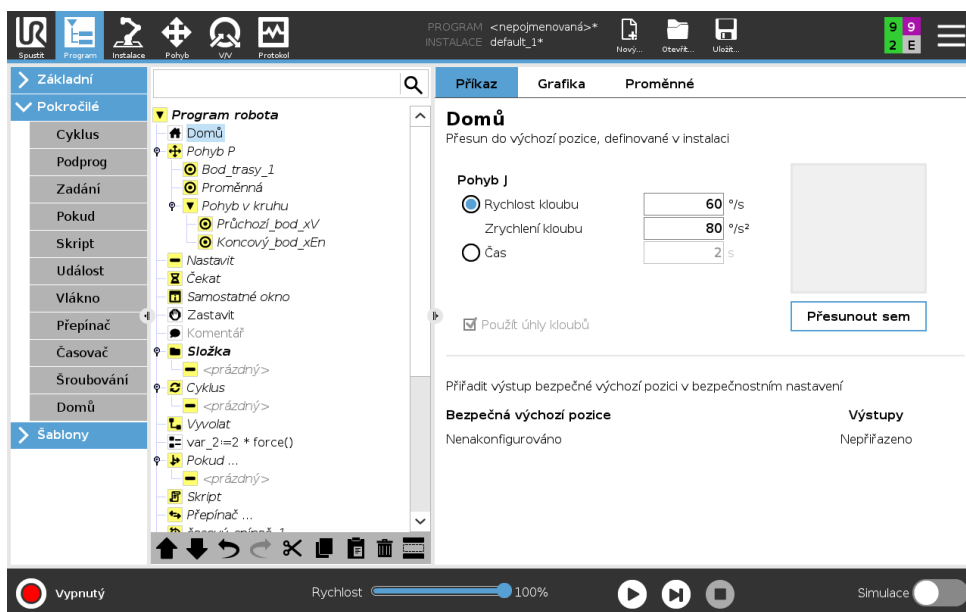 PROGRAM <nepojmenovaná>*
INSTALACE default_1*
Spustit
Program
Instalace
Pohyb
V/V
Protokol
Nový...
Otevřít...
Uložit...
9 9
2 E
Základní
Pokročilé
Cyklus
Podprog
Zadání
Pokud
Skript
Událost
Vlákno
Přepínač
Časovač
Šroubování
Domů
Šablony
Program robota
Domů
Pohyb P
Bod_trasy_1
Proměnná
Pohyb v kruhu
Průchozí_bod_xV
Koncový_bod_xEn
Nastavit
Čekat
Samostatné okno
Zastavit
Komentář
Složka
<prázdný>
Cyklus
<prázdný>
Vyvolat
var_2:=2 * force()
Pokud ...
<prázdný>
Skript
Přepínač ...
Příkaz
Grafika
Proměnné
Domů
Přesun do výchozí pozice, definované v instalaci
Pohyb J
Rychlost kloubu 60 °/s
Zrychlení kloubu 80 °/s²
Čas 2 s
Použít úhly kloubů
Přesunout sem
Přiřadit výstup bezpečné výchozí pozici v bezpečnostním nastavení
Bezpečná výchozí pozice Výstupy
Nenakonfigurováno Nepřiřazeno
Vypnutý
Rychlost 100%
Simulace